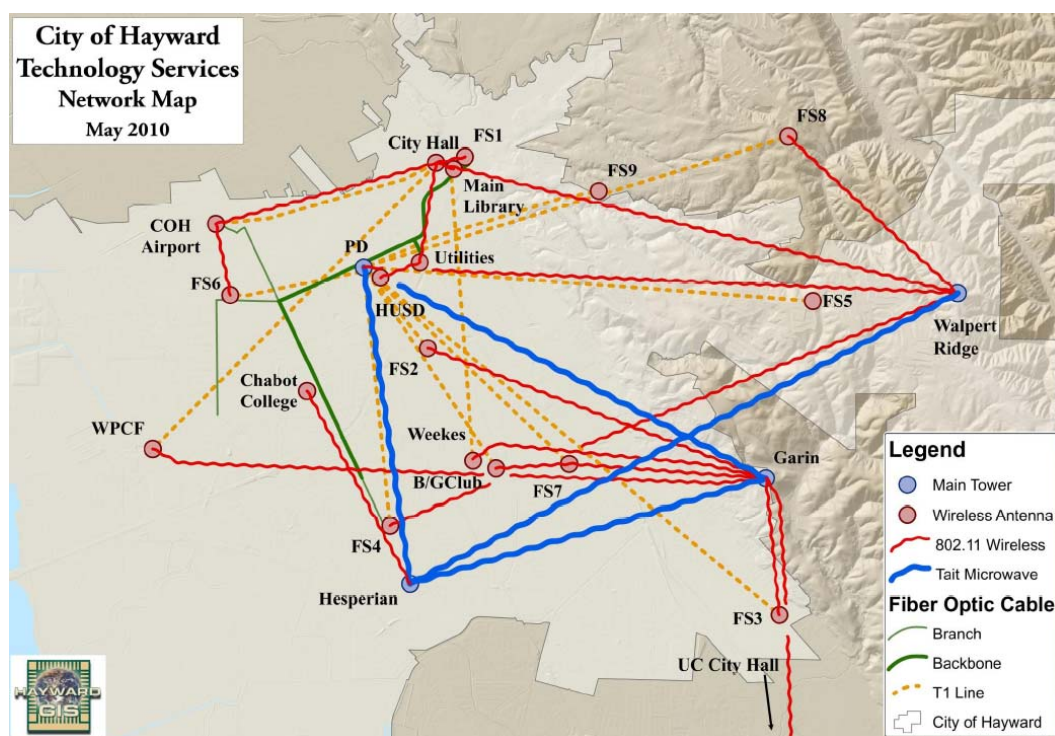 City of Hayward
Technology Services
Network Map
May 2010
City Hall
FS1
FS8
FS9
Main
Library
COH
Airport
PD
Utilities
FS6
HUSD
FS5
Walpert
Ridge
FS2
Chabot
College
WPCF
Weekes
B/GClub
FS7
Garin
FS4
Hesperian
FS3
UC City Hall
Legend
Main Tower
Wireless Antenna
802.11 Wireless
Tait Microwave
Fiber Optic Cable
Branch
Backbone
T1 Line
City of Hayward
HAYWARD
GIS